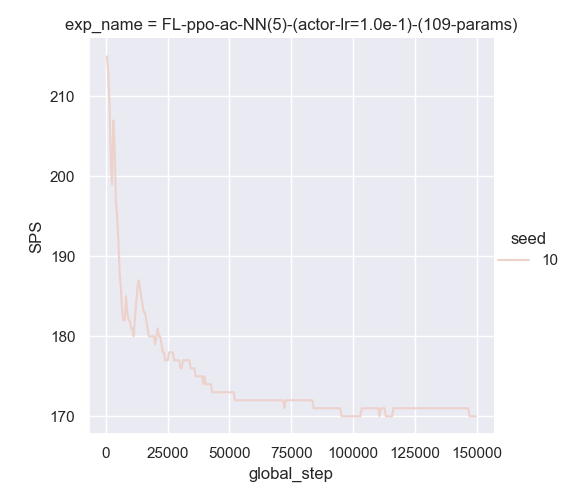 exp_name = FL-ppo-ac-NN(5)-(actor-lr=1.0e-1)-(109-params)
210
200
190
180
170
SPS
0 25000 50000 75000 100000 125000 150000
global_step
seed
10